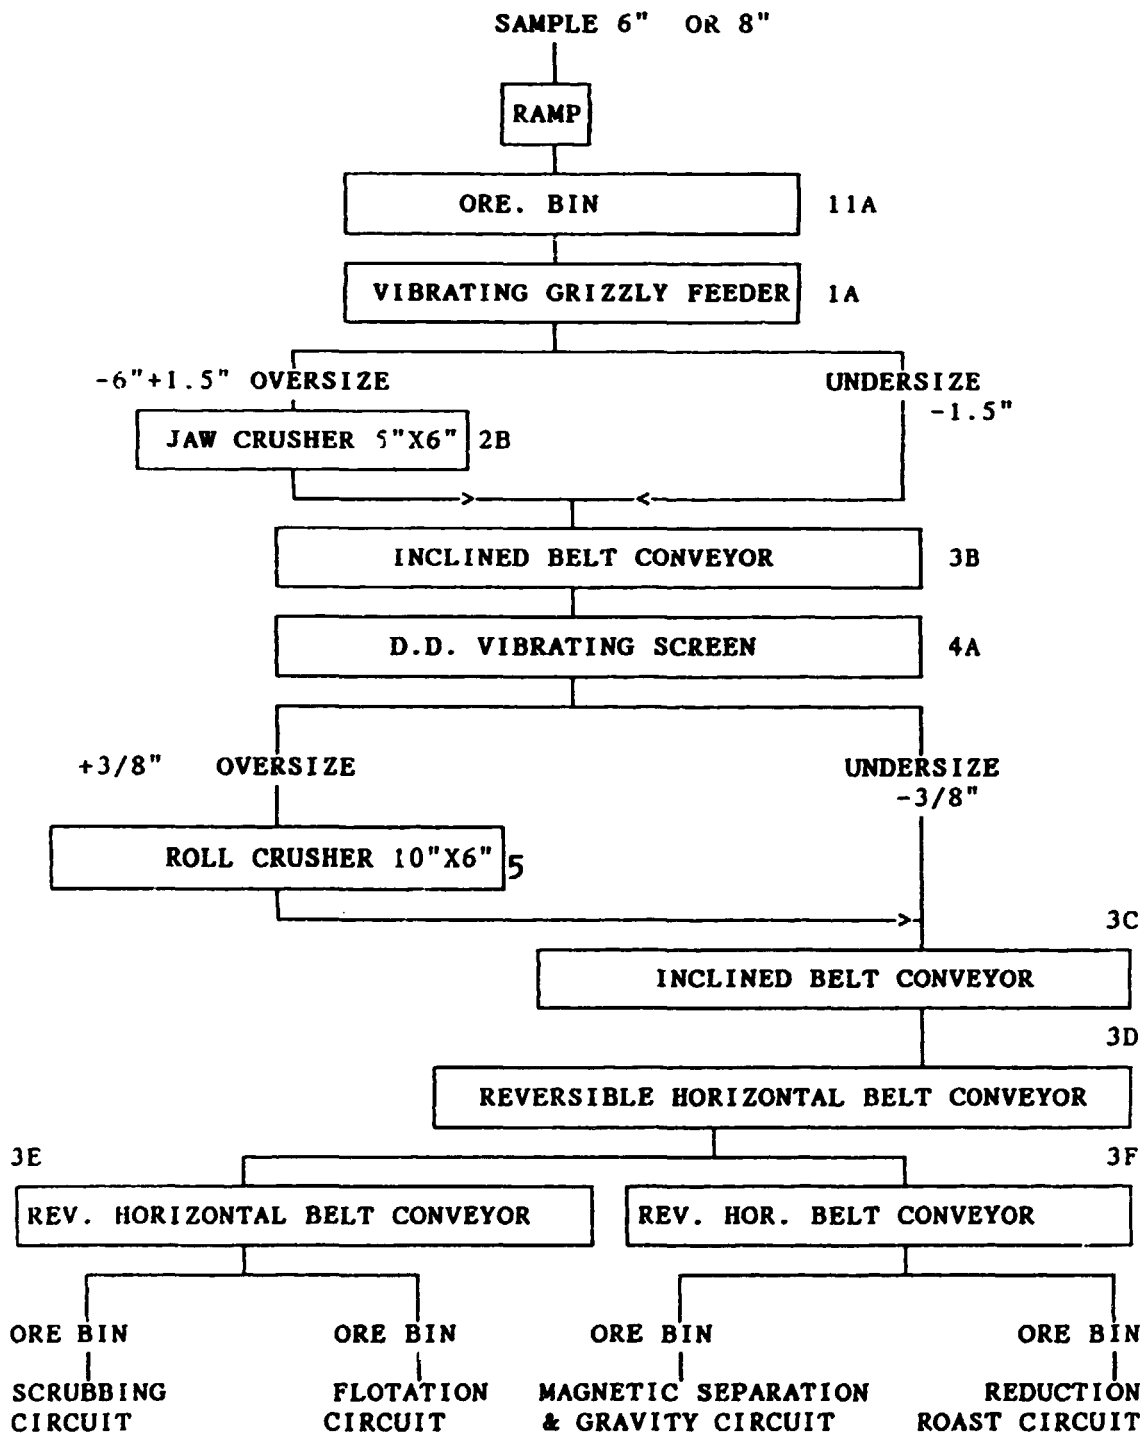 SAMPLE 6" OR 8"
RAMP
ORE. BIN 11A
VIBRATING GRIZZLY FEEDER 1A
-6"+1.5" OVERSIZE
UNDERSIZE
-1.5"
JAW CRUSHER 5"X6" 2B
> <
INCLINED BELT CONVEYOR 3B
D.D. VIBRATING SCREEN 4A
+3/8" OVERSIZE
UNDERSIZE
-3/8"
ROLL CRUSHER 10"X6" 5
>
3C
INCLINED BELT CONVEYOR
3D
REVERSIBLE HORIZONTAL BELT CONVEYOR
3E 3F
REV. HORIZONTAL BELT CONVEYOR REV. HOR. BELT CONVEYOR
ORE BIN ORE BIN ORE BIN ORE BIN
SCRUBBING FLOTATION MAGNETIC SEPARATION REDUCTION
CIRCUIT CIRCUIT & GRAVITY CIRCUIT ROAST CIRCUIT